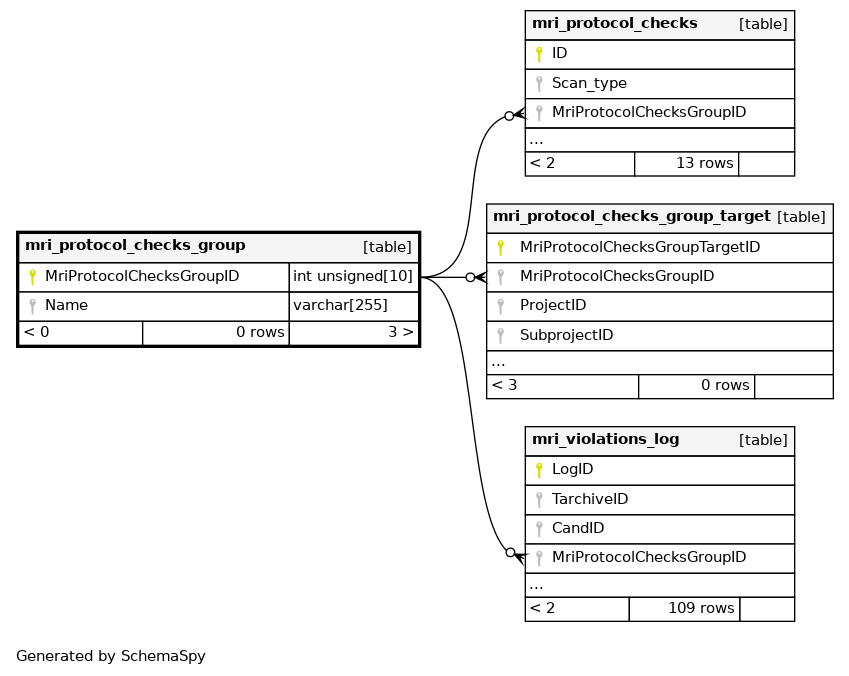 mri_protocol_checks [table]
ID
Scan_type
MriProtocolChecksGroupID
...
< 2 13 rows
mri_protocol_checks_group_target [table]
MriProtocolChecksGroupTargetID
MriProtocolChecksGroupID
ProjectID
SubprojectID
...
< 3 0 rows
mri_protocol_checks_group [table]
MriProtocolChecksGroupID int unsigned[10]
Name varchar[255]
< 0 0 rows 3 >
mri_violations_log [table]
LogID
TarchiveID
CandID
MriProtocolChecksGroupID
...
< 2 109 rows
Generated by SchemaSpy